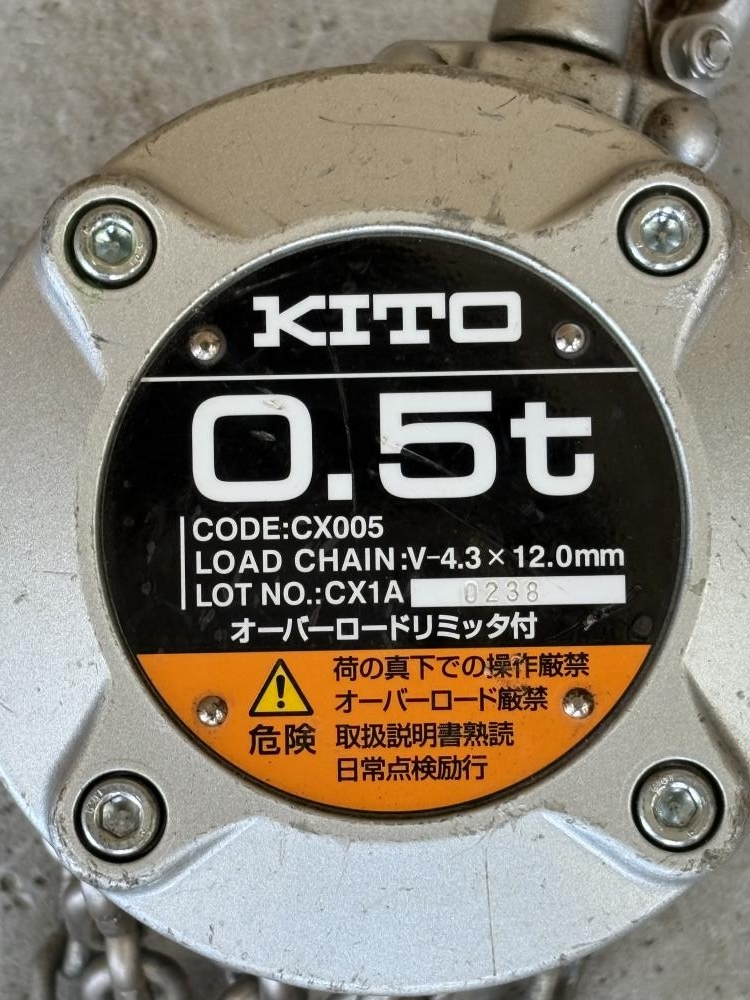 KITO
0.5t
CODE:CX005
LOAD CHAIN:V-4.3×12.0mm
LOT NO.:CX1A 0238
オーバーロードリミッタ付
荷の真下での操作厳禁
オーバーロード厳禁
危険 取扱説明書熟読
日常点検励行